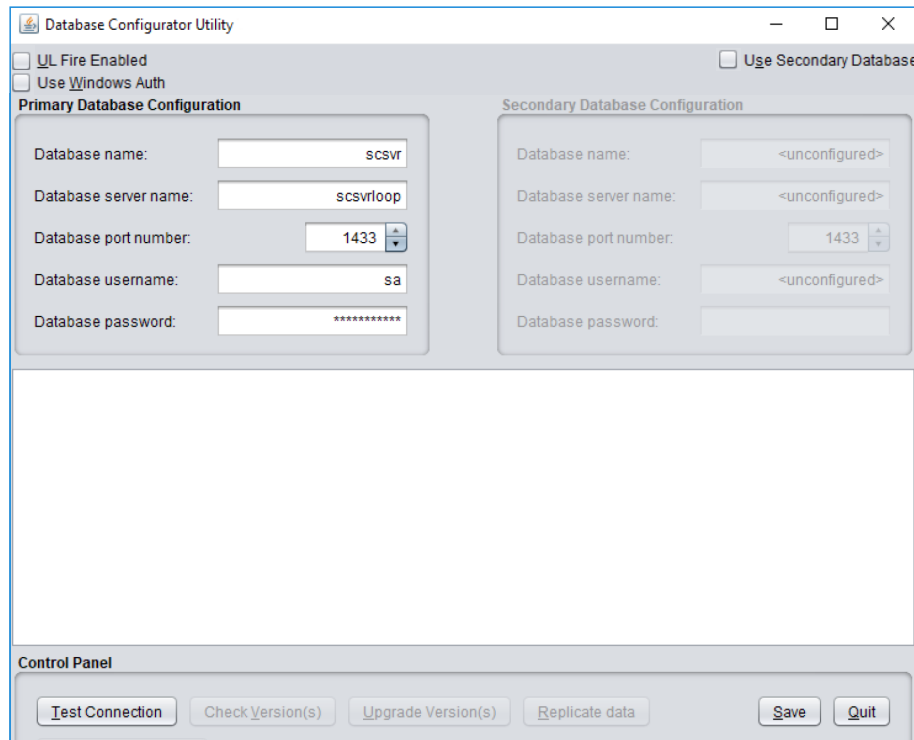 Database Configurator Utility
UL Fire Enabled
Use Secondary Database
Use Windows Auth
Primary Database Configuration
Database name: scsvr
Database server name: scsvrloop
Database port number: 1433
Database username: sa
Database password: ***********
Secondary Database Configuration
Database name: <unconfigured>
Database server name: <unconfigured>
Database port number: 1433
Database username: <unconfigured>
Database password:
Control Panel
Test Connection Check Version(s) Upgrade Version(s) Replicate data Save Quit